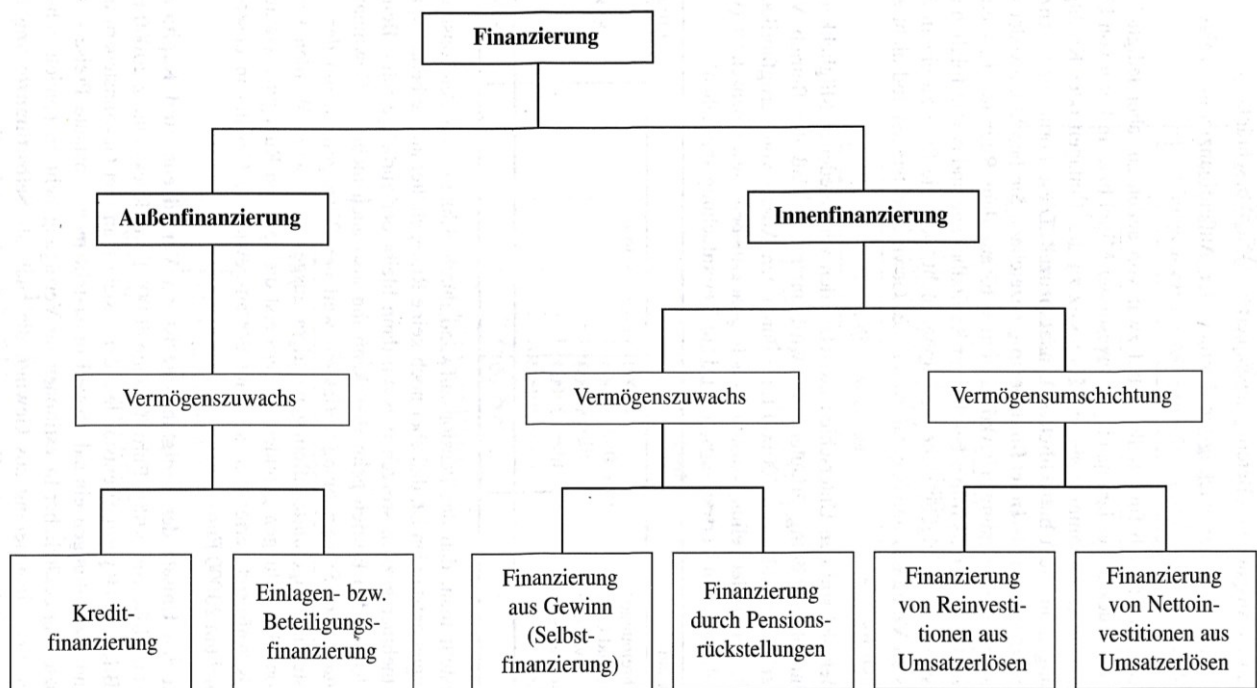 Finanzierung
Außenfinanzierung
Innenfinanzierung
Vermögenszuwachs
Vermögenszuwachs
Vermögensumschichtung
Kredit-
finanzierung
Einlagen- bzw.
Beteiligungs-
finanzierung
Finanzierung
aus Gewinn
(Selbst-
finanzierung)
Finanzierung
durch Pensions-
rückstellungen
Finanzierung
von Reinvesti-
tionen aus
Umsatzerlösen
Finanzierung
von Nettoin-
vestitionen aus
Umsatzerlösen